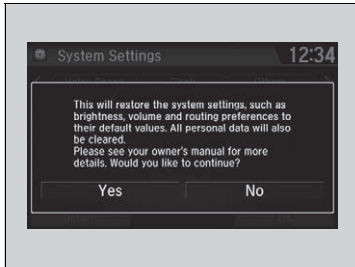 System Settings
12:34
This will restore the system settings, such as
brightness, volume and routing preferences to
their default values. All personal data will also
be cleared.
Please see your owner's manual for more
details. Would you like to continue?
Yes
No